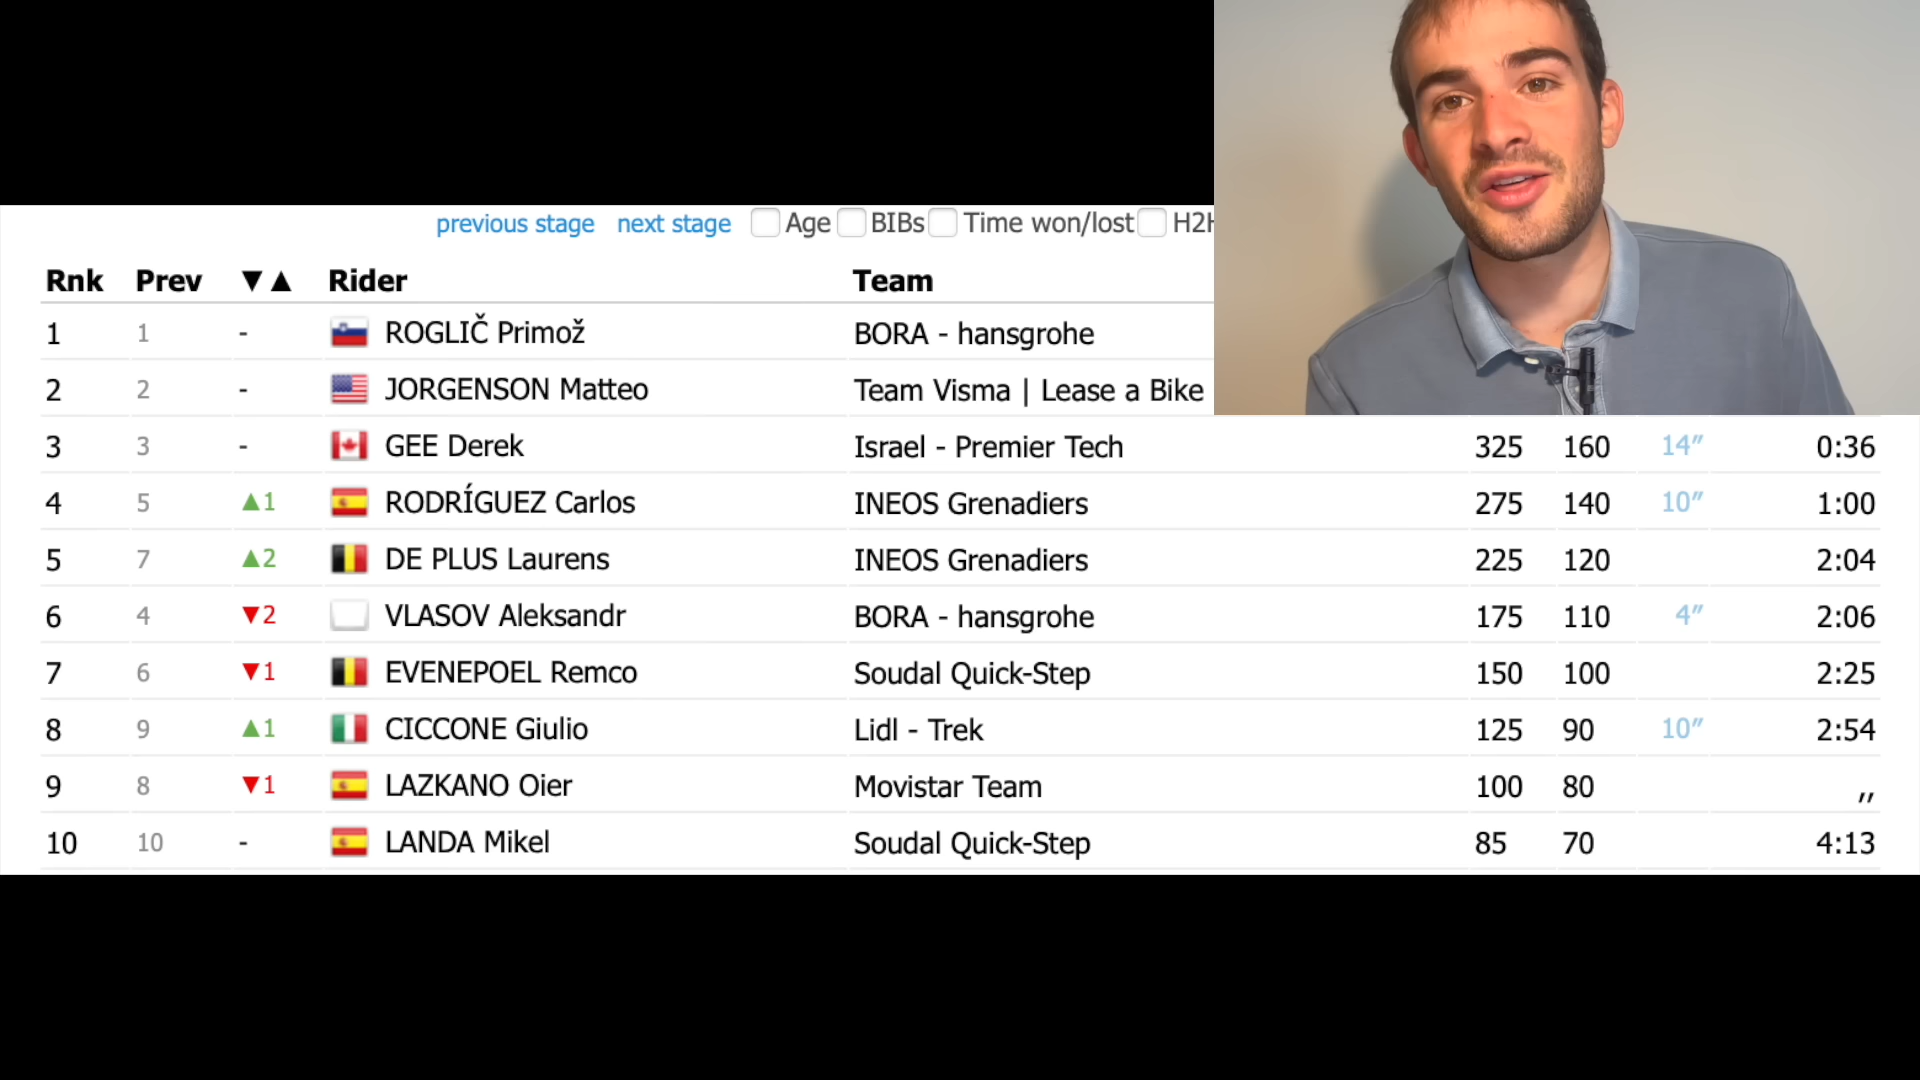 previous stage next stage Age BIBs Time won/lost H2H
Rnk Prev ▼▲ Rider Team
1 1 - ROGLIČ Primož BORA - hansgrohe
2 2 - JORGENSON Matteo Team Visma | Lease a Bike
3 3 - GEE Derek Israel - Premier Tech 325 160 14″ 0:36
4 5 ▲1 RODRÍGUEZ Carlos INEOS Grenadiers 275 140 10″ 1:00
5 7 ▲2 DE PLUS Laurens INEOS Grenadiers 225 120 2:04
6 4 ▼2 VLASOV Aleksandr BORA - hansgrohe 175 110 4″ 2:06
7 6 ▼1 EVENEPOEL Remco Soudal Quick-Step 150 100 2:25
8 9 ▲1 CICCONE Giulio Lidl - Trek 125 90 10″ 2:54
9 8 ▼1 LAZKANO Oier Movistar Team 100 80 ,,
10 10 - LANDA Mikel Soudal Quick-Step 85 70 4:13